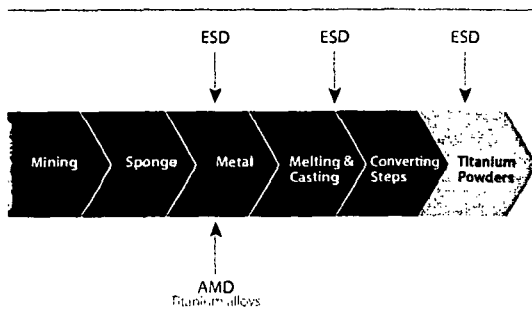 ESD ESD ESD
Mining Sponge Metal Melting & Casting Converting Steps Titanium Powders
AMD
Titanium alloys